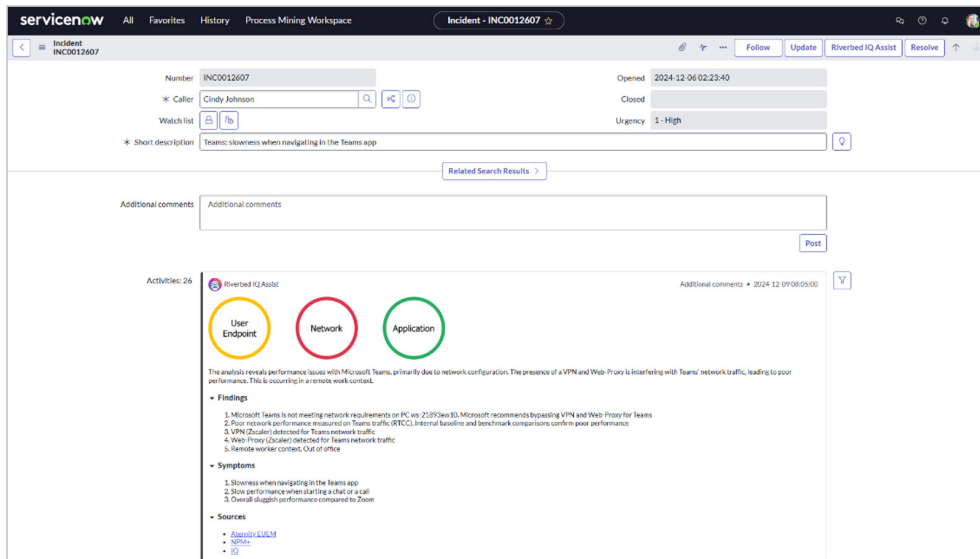 servicenow All Favorites History Process Mining Workspace Incident - INC0012607
Incident
INC0012607
Follow Update Riverbed IQ Assist Resolve
Number INC0012607 Opened 2024-12-06 02:23:40
Caller Cindy Johnson Closed
Watch list Urgency 1 - High
Short description Teams: slowness when navigating in the Teams app
Related Search Results
Additional comments Additional comments
Post
Activities: 26 Riverbed IQ Assist Additional comments • 2024-12-09 08:05:00
User
Endpoint
Network
Application
The analysis reveals performance issues with Microsoft Teams, primarily due to network configuration. The presence of a VPN and Web-Proxy is interfering with Teams' network traffic, leading to poor
performance. This is occurring in a remote work context.
Findings
1. Microsoft Teams is not meeting network requirements on PC ws-21893ew10. Microsoft recommends bypassing VPN and Web-Proxy for Teams
2. Poor network performance measured on Teams traffic (RTCC). Internal baseline and benchmark comparisons confirm poor performance
3. VPN (Zscaler) detected for Teams network traffic
4. Web-Proxy (Zscaler) detected for Teams network traffic
5. Remote worker context. Out of office
Symptoms
1. Slowness when navigating in the Teams app
2. Slow performance when starting a chat or a call
3. Overall sluggish performance compared to Zoom
Sources
• Aternity EUEM
• NPM+
• IQ